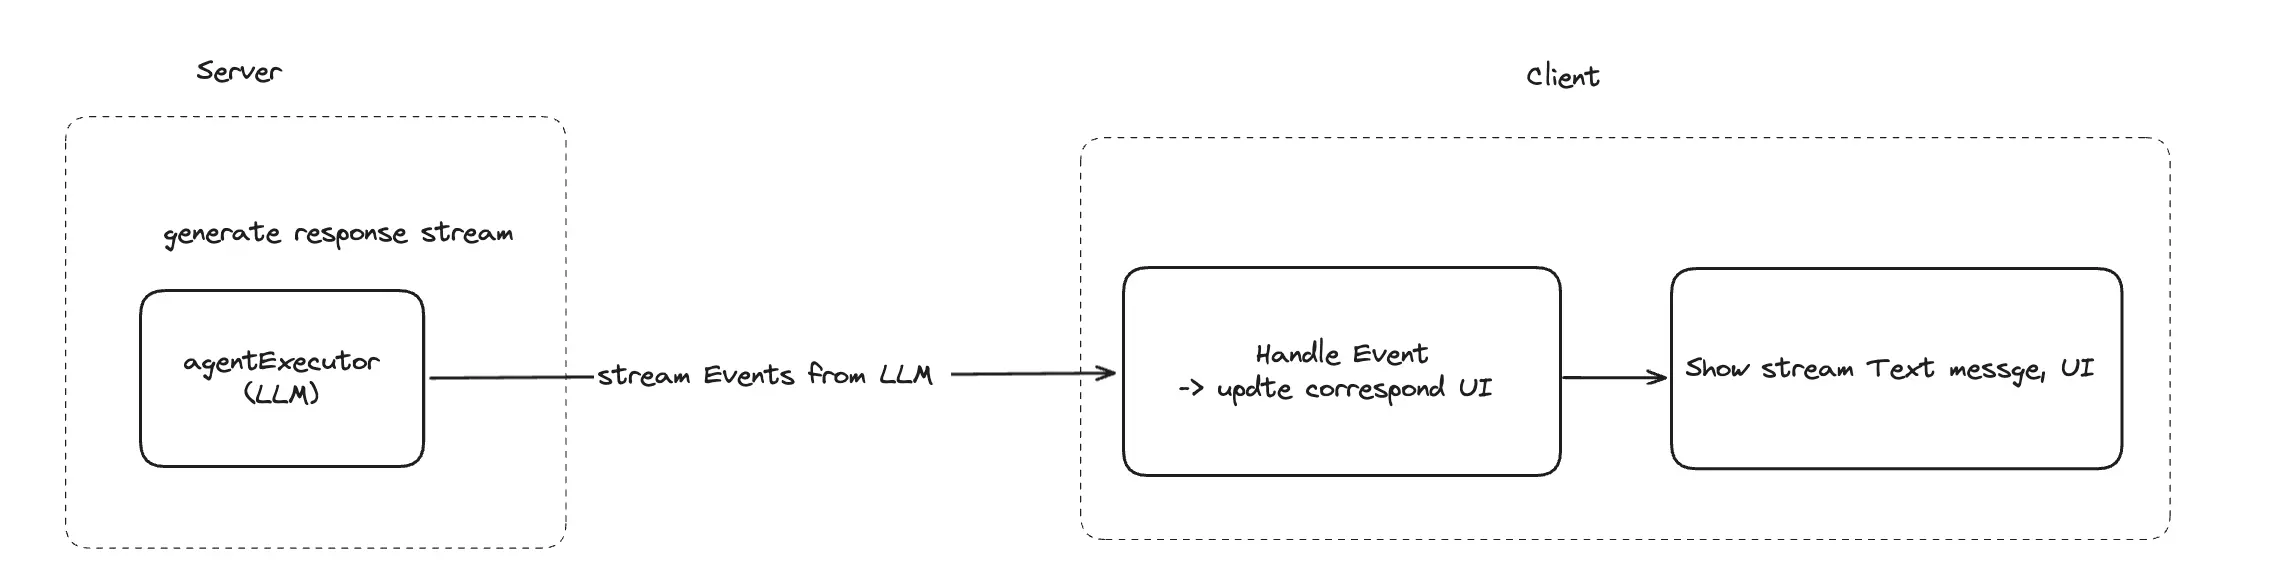 Server
Client
generate response stream
agentExecutor
(LLM)
stream Events from LLM
Handle Event
-> updte correspond UI
Show stream Text messge, UI